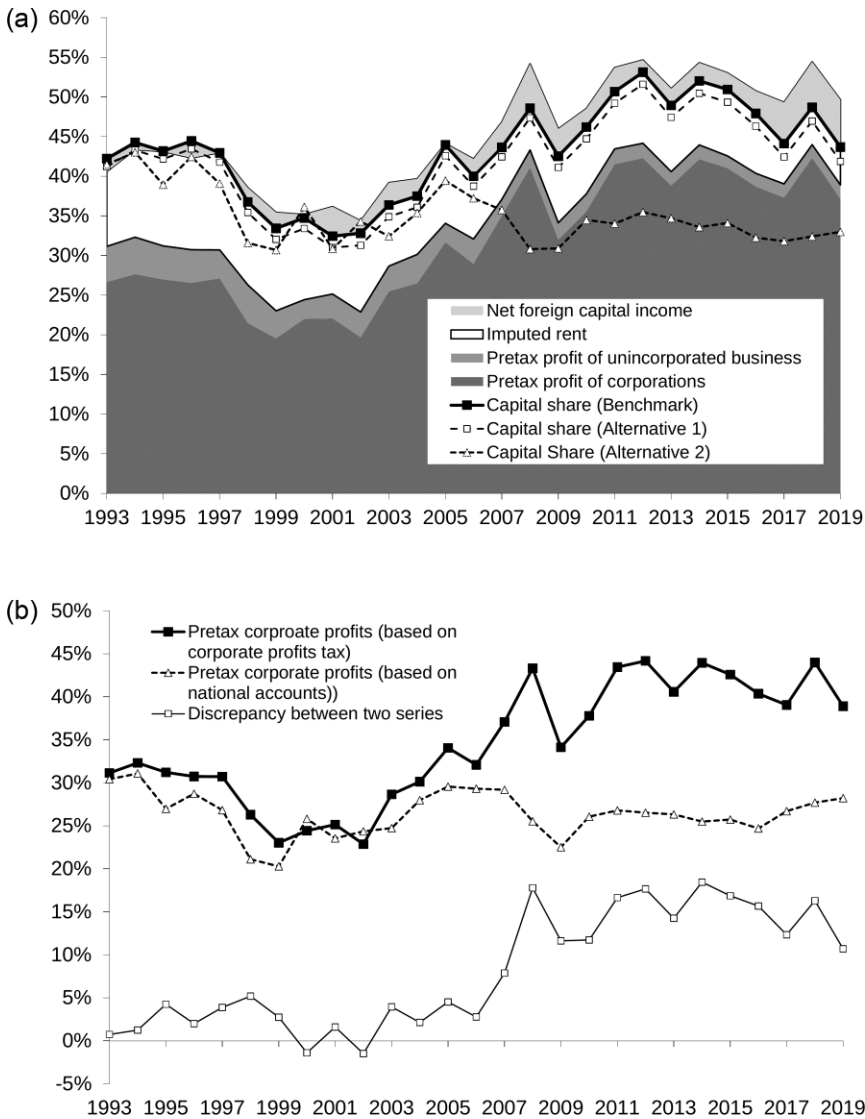 (a)
60%
55%
50%
45%
40%
35%
30%
25%
20%
15%
10%
5%
0%
Net foreign capital income
Imputed rent
Pretax profit of unincorporated business
Pretax profit of corporations
Capital share (Benchmark)
Capital share (Alternative 1)
Capital Share (Alternative 2)
1993 1995 1997 1999 2001 2003 2005 2007 2009 2011 2013 2015 2017 2019
(b)
50%
45%
40%
35%
30%
25%
20%
15%
10%
5%
0%
-5%
Pretax corproate profits (based on
corporate profits tax)
Pretax corporate profits (based on
national accounts))
Discrepancy between two series
1993 1995 1997 1999 2001 2003 2005 2007 2009 2011 2013 2015 2017 2019